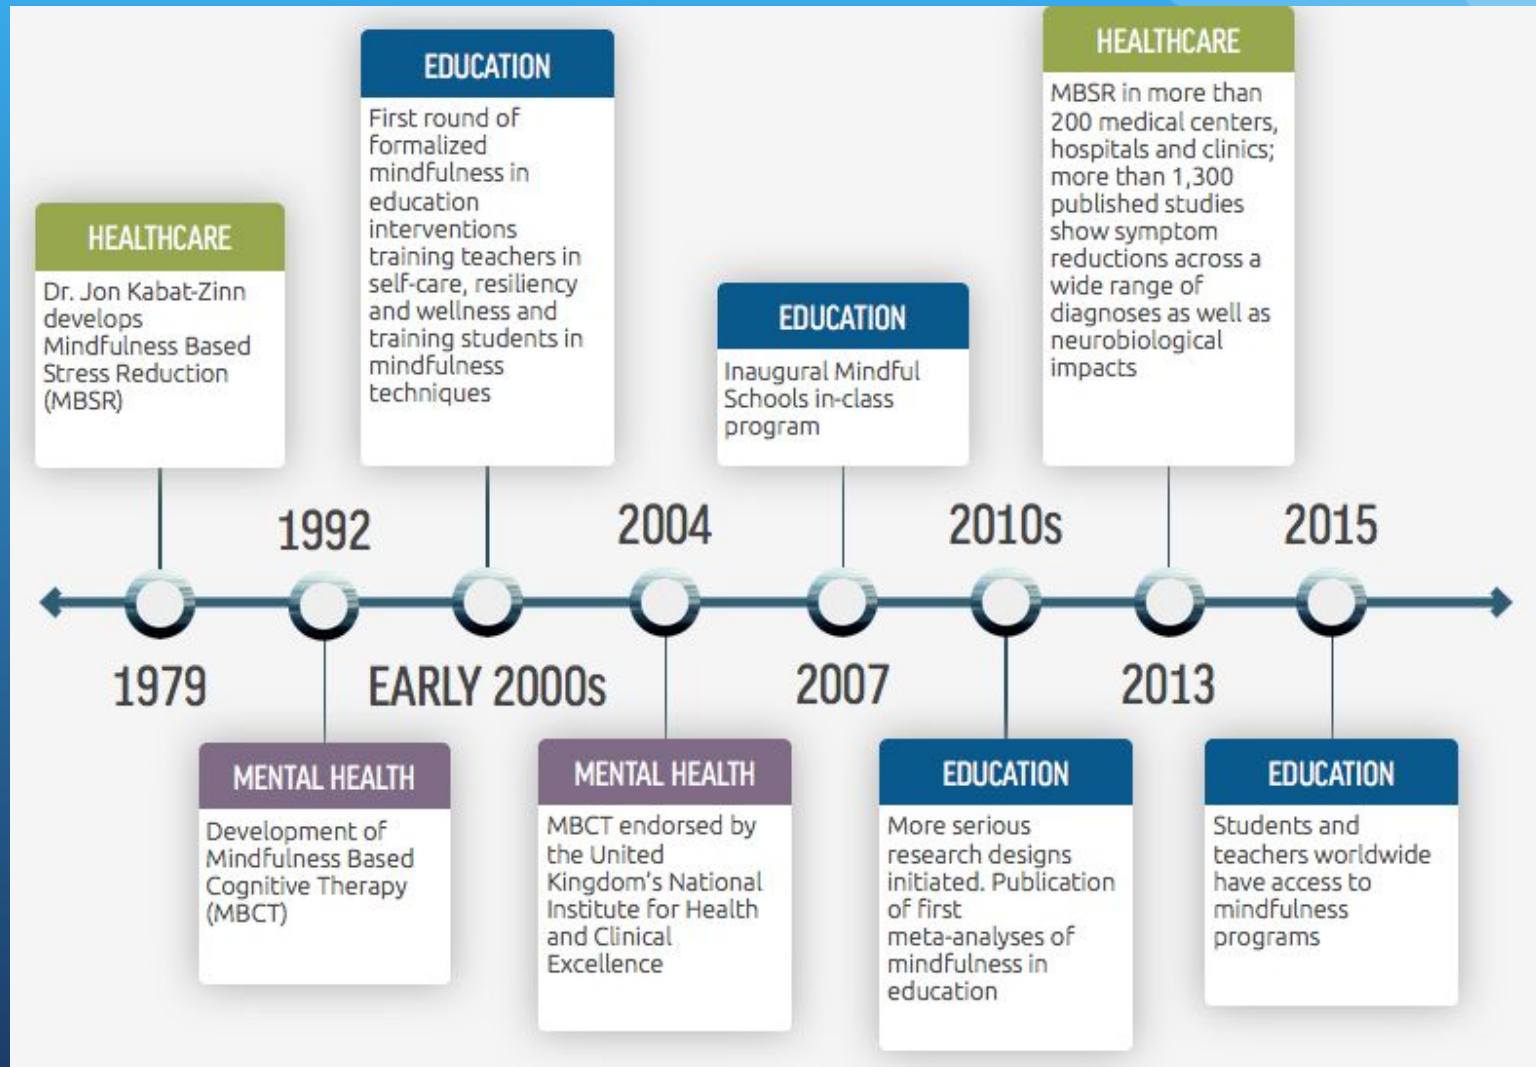 HEALTHCARE
Dr. Jon Kabat-Zinn
develops
Mindfulness Based
Stress Reduction
(MBSR)
1979
1992
MENTAL HEALTH
Development of
Mindfulness Based
Cognitive Therapy
(MBCT)
EDUCATION
First round of
formalized
mindfulness in
education
interventions
training teachers in
self-care, resiliency
and wellness and
training students in
mindfulness
techniques
EARLY 2000s
2004
MENTAL HEALTH
MBCT endorsed by
the United
Kingdom's National
Institute for Health
and Clinical
Excellence
EDUCATION
Inaugural Mindful
Schools in-class
program
2007
2010s
EDUCATION
More serious
research designs
initiated. Publication
of first
meta-analyses of
mindfulness in
education
HEALTHCARE
MBSR in more than
200 medical centers,
hospitals and clinics;
more than 1,300
published studies
show symptom
reductions across a
wide range of
diagnoses as well as
neurobiological
impacts
2013
2015
EDUCATION
Students and
teachers worldwide
have access to
mindfulness
programs